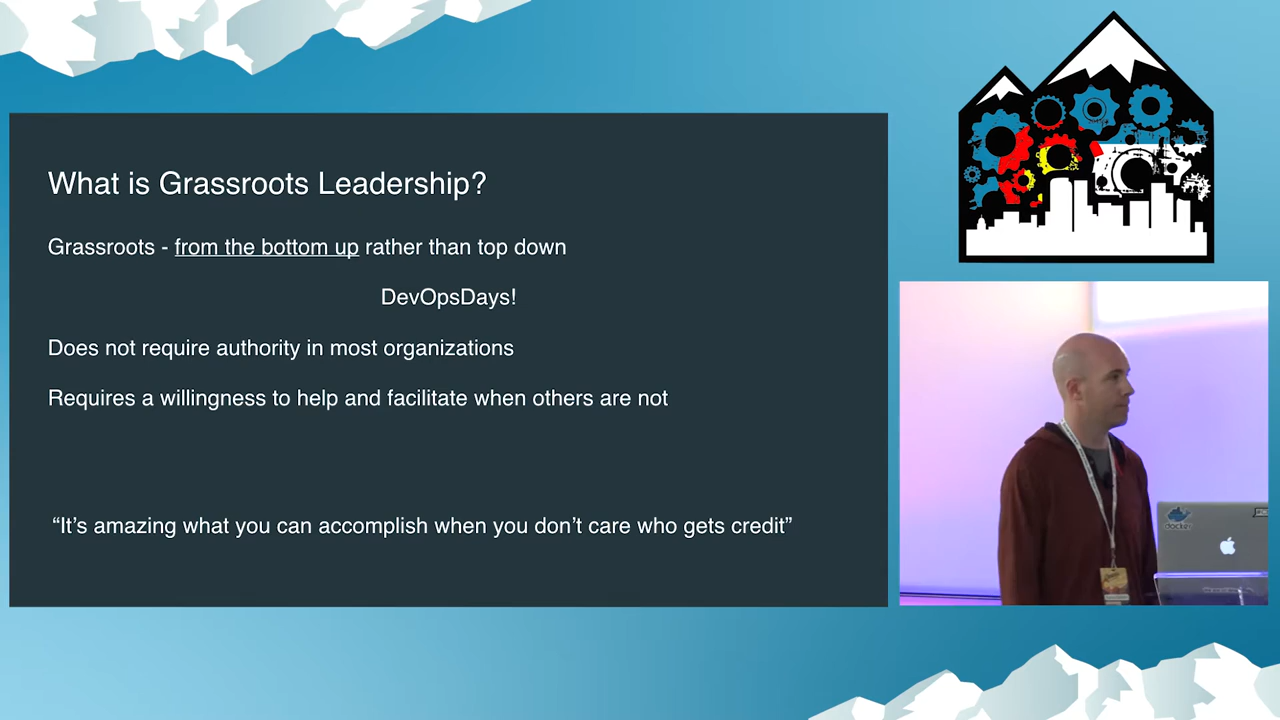 What is Grassroots Leadership?
Grassroots - from the bottom up rather than top down
DevOpsDays!
Does not require authority in most organizations
Requires a willingness to help and facilitate when others are not
“It’s amazing what you can accomplish when you don’t care who gets credit”
docker